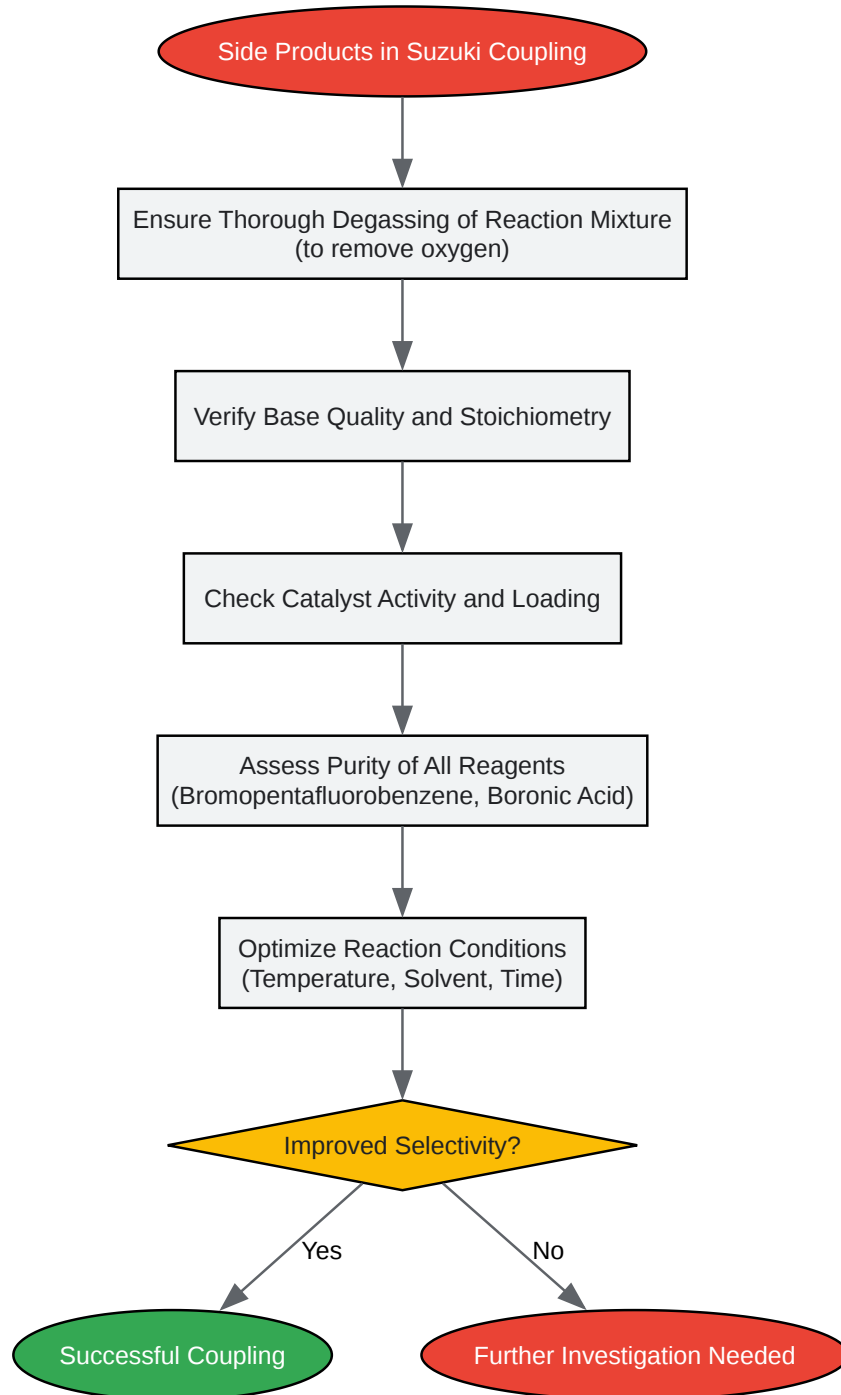 Side Products in Suzuki Coupling
Ensure Thorough Degassing of Reaction Mixture
(to remove oxygen)
Verify Base Quality and Stoichiometry
Check Catalyst Activity and Loading
Assess Purity of All Reagents
(Bromopentafluorobenzene, Boronic Acid)
Optimize Reaction Conditions
(Temperature, Solvent, Time)
Improved Selectivity?
Yes
No
Successful Coupling
Further Investigation Needed